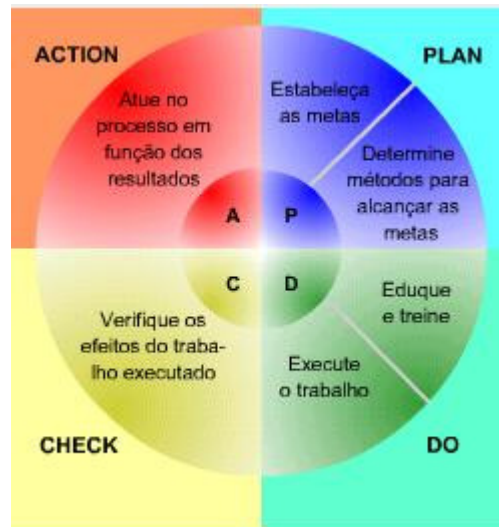 ACTION
PLAN
Atue no
processo em
função dos
resultados
Estabeleça
as metas
Determine
métodos para
alcançar as
metas
A
P
C
D
Verifique os
efeitos do traba-
lho executado
Eduque
e treine
Execute
o trabalho
CHECK
DO